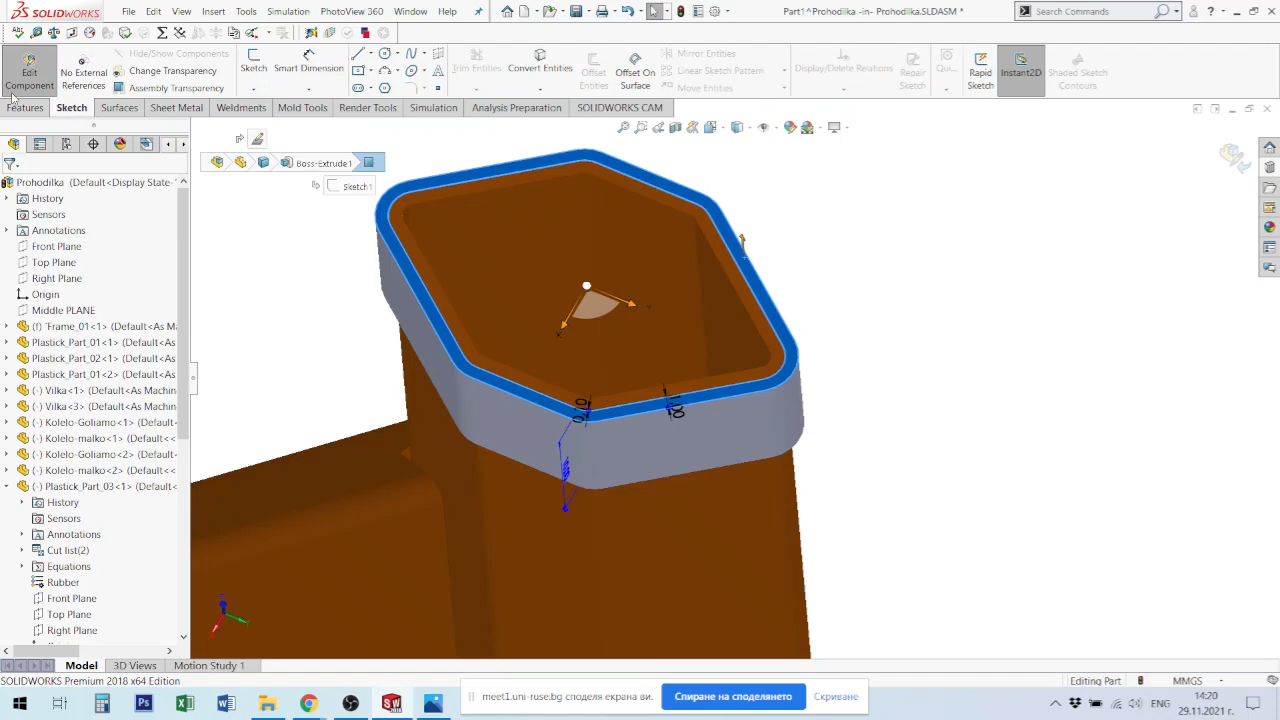 SOLIDWORKS
File
Edit
View
Insert
Tools
Simulation
PhotoView 360
Window
Help
Part1^Prohodilka -in- Prohodilka.SLDASM *
Search Commands
Edit Component
No External References
Hide/Show Components
Change Transparency
Assembly Transparency
Sketch
Smart Dimension
Trim Entities
Convert Entities
Offset Entities
Offset On Surface
Mirror Entities
Linear Sketch Pattern
Move Entities
Display/Delete Relations
Repair Sketch
Qui...
Rapid Sketch
Instant2D
Shaded Sketch Contours
Features
Sketch
Surfaces
Sheet Metal
Weldments
Mold Tools
Render Tools
Simulation
Analysis Preparation
SOLIDWORKS CAM
Boss-Extrude1
Sketch1
Prohodilka (Default<Display State-
History
Sensors
Annotations
Front Plane
Top Plane
Right Plane
Origin
Middle PLANE
(f) Frame_01<1> (Default<As Ma
Plastick_Part_01<1> (Default<As
Plastick_Part_02<1> (Default<As
Plastick_Part_01<2> (Default<As
(-) Vilka<1> (Default<As Machin
(-) Vilka<3> (Default<As Machin
(-) Kolelo-Goliamo<1> (Default<
(-) Kolelo-malko<1> (Default<<
(-) Kolelo-Goliamo<2> (Default<
(-) Kolelo-malko<2> (Default<<
(-) Plastick_Part_03<1> (Default<
History
Sensors
Annotations
Cut list(2)
Equations
Rubber
Front Plane
Top Plane
Right Plane
0,10
1,00
X
Y
Model
3D Views
Motion Study 1
SOLIDWORKS Premium 2018 x64 Edition
Editing Part
MMGS
meet1.uni-ruse.bg споделя екрана ви.
Спиране на споделянето
Скриване
ENG
14:20
29.11.2021 г.